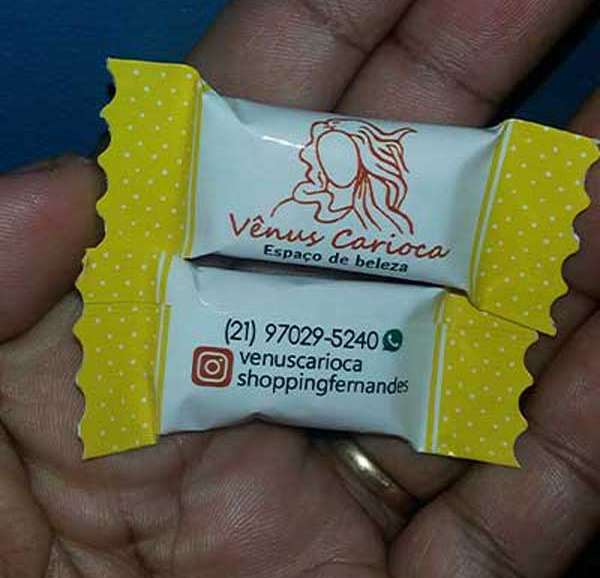 Vênus Carioca
Espaço de beleza
(21) 97029-5240
venuscarioca
shoppingfernandes